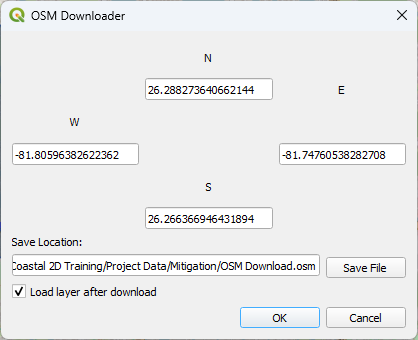 OSM Downloader
N
26.288273640662144
E
W
-81.80596382622362
-81.74760538282708
S
26.266366946431894
Save Location:
Coastal 2D Training/Project Data/Mitigation/OSM Download.osm
Save File
Load layer after download
OK
Cancel